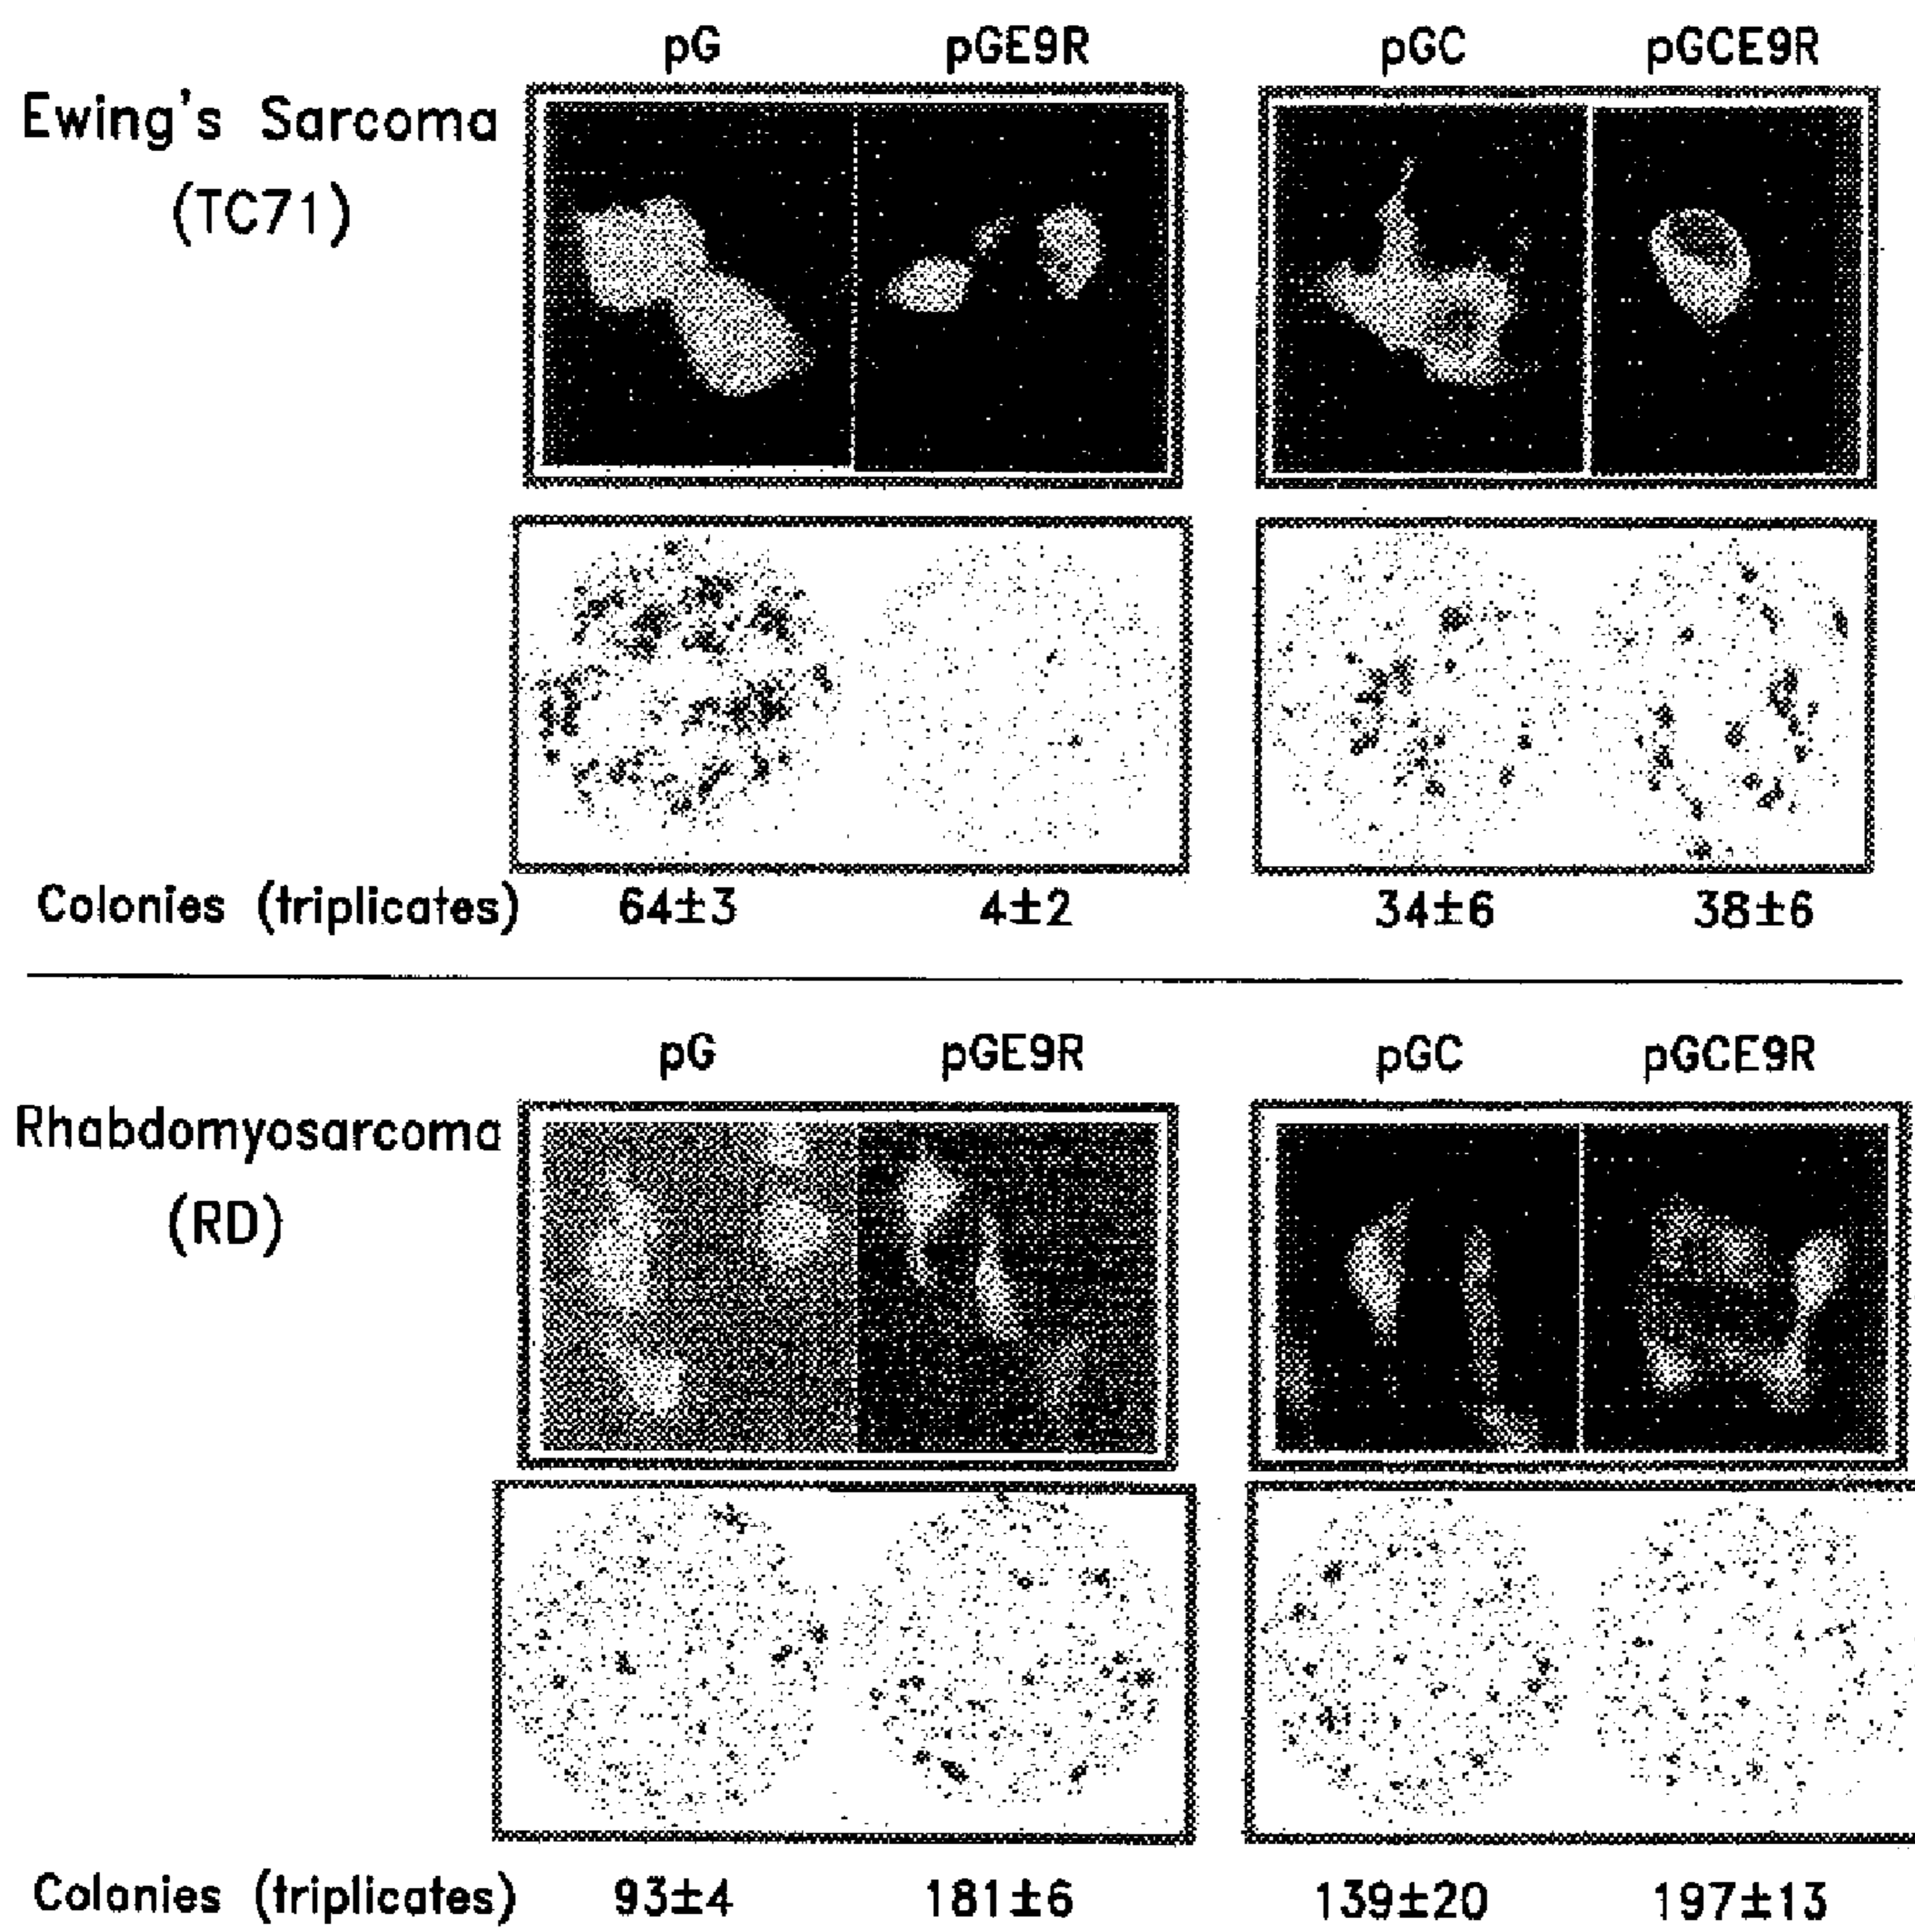 pG pGE9R pGC pGCE9R
Ewing's Sarcoma
(TC71)
Colonies (triplicates) 64±3 4±2 34±6 38±6
pG pGE9R pGC pGCE9R
Rhabdomyosarcoma
(RD)
Colonies (triplicates) 93±4 181±6 139±20 197±13